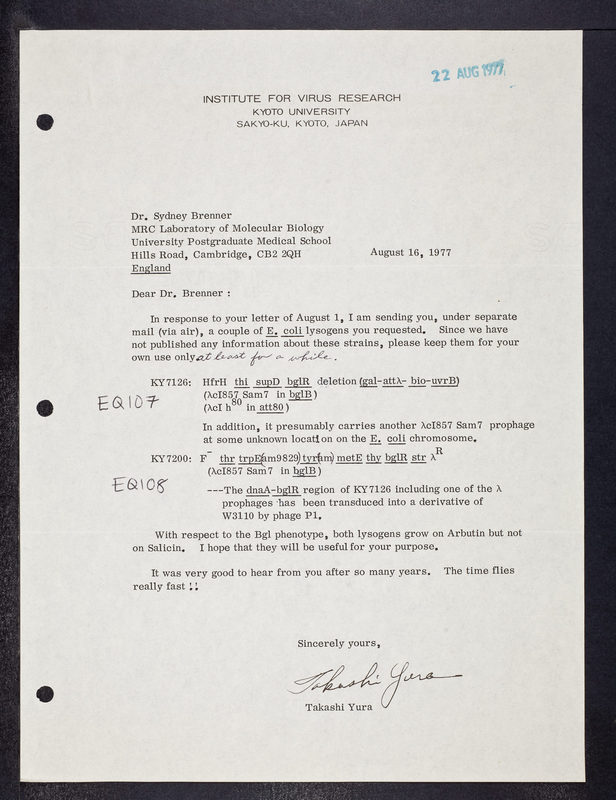 22 AUG 1977
INSTITUTE FOR VIRUS RESEARCH
KYOTO UNIVERSITY
SAKYO-KU, KYOTO, JAPAN
Dr. Sydney Brenner
MRC Laboratory of Molecular Biology
University Postgraduate Medical School
Hills Road, Cambridge, CB2 2QH August 16, 1977
England
Dear Dr. Brenner :
In response to your letter of August 1, I am sending you, under separate
mail (via air), a couple of E. coli lysogens you requested. Since we have
not published any information about these strains, please keep them for your
own use only at least for a while.
KY7126: HfrH thi supD bglR deletion (gal-attλ- bio-uvrB)
EQ107 (λcI857 Sam7 in bglB)
(λcI h80 in att80)
In addition, it presumably carries another λcI857 Sam7 prophage
at some unknown location on the E. coli chromosome.
KY7200: F- thr trpE(am9829) tyr(am) metE thy bglR str λR
(λcI857 Sam7 in bglB)
EQ108 ---The dnaA-bglR region of KY7126 including one of the λ
prophages has been transduced into a derivative of
W3110 by phage P1.
With respect to the Bgl phenotype, both lysogens grow on Arbutin but not
on Salicin. I hope that they will be useful for your purpose.
It was very good to hear from you after so many years. The time flies
really fast !!
Sincerely yours,
Takashi Yura
Takashi Yura